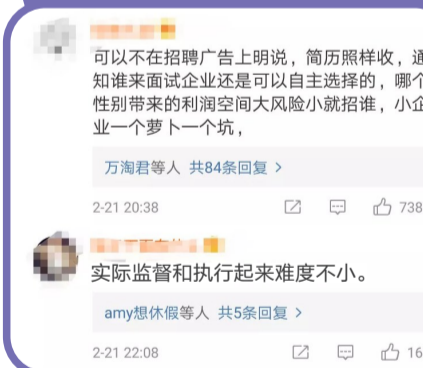 可以不在招聘广告上明说，简历照样收，通
知谁来面试企业还是可以自主选择的，哪个
性别带来的利润空间大风险小就招谁，小企
业一个萝卜一个坑，
万淘君等人 共84条回复 >
2-21 20:38 738
实际监督和执行起来难度不小。
amy想休假等人 共5条回复 >
2-21 22:08 16